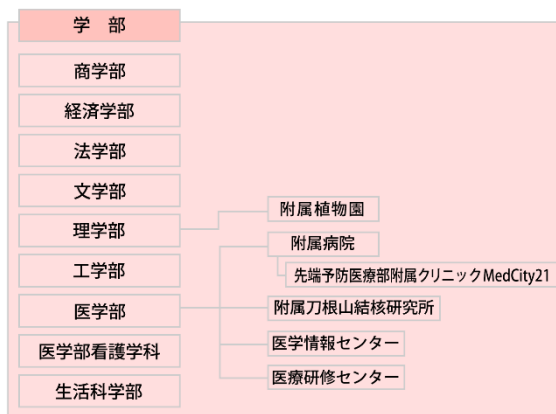 学 部
商学部
経済学部
法学部
文学部
理学部
附属植物園
工学部
附属病院
先端予防医療部附属クリニックMedCity21
医学部
附属刀根山結核研究所
医学部看護学科
医学情報センター
生活科学部
医療研修センター